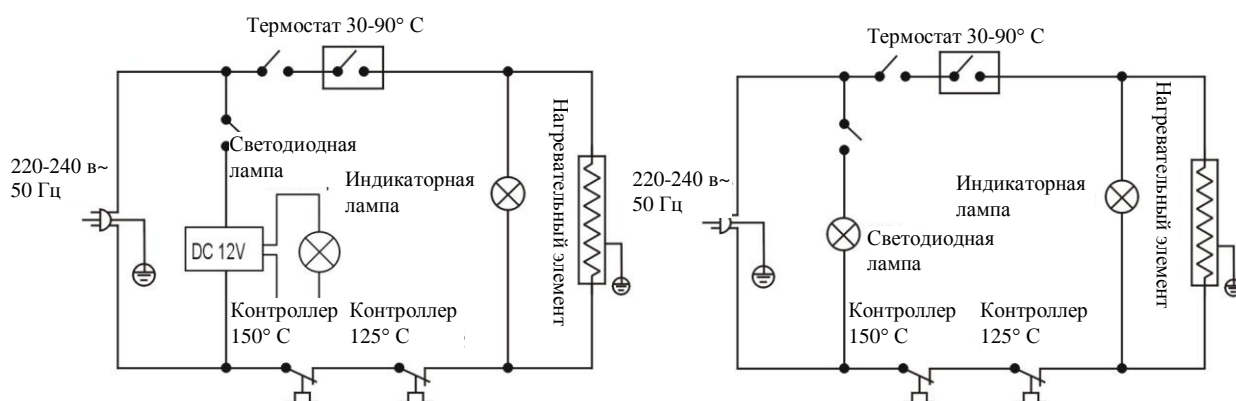 Термостат 30-90° С
Светодиодная
лампа
220-240 в~
50 Гц
Индикаторная
лампа
Нагревательный элемент
DC 12V
Контроллер
150° С
Контроллер
125° С
Термостат 30-90° С
220-240 в~
50 Гц
Индикаторная
лампа
Нагревательный элемент
Светодиодная
лампа
Контроллер
150° С
Контроллер
125° С